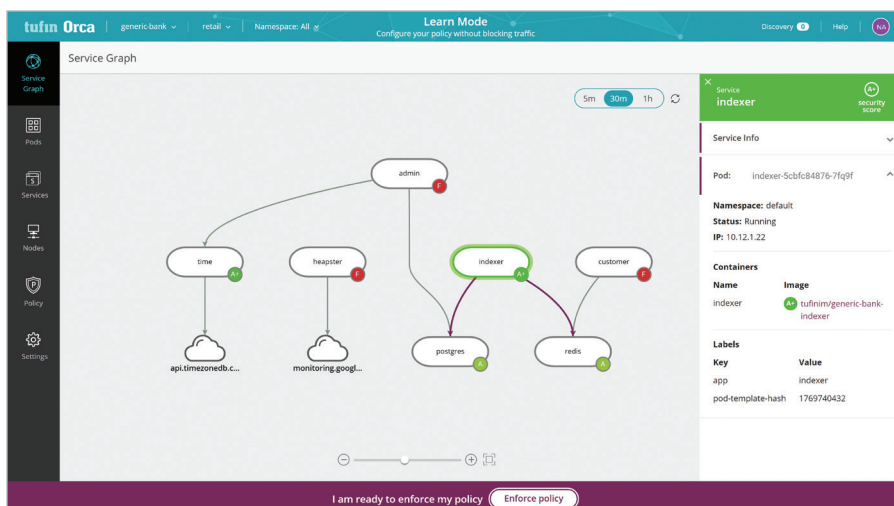 tufin Orca
generic-bank
retail
Namespace: All
Learn Mode
Configure your policy without blocking traffic
Discovery 0
Help
NA
Service Graph
Pods
Services
Nodes
Policy
Settings
Service Graph
5m 30m 1h
admin
F
time
A+
heapster
F
indexer
A+
customer
F
api.timezonedb.c...
monitoring.googl...
postgres
A
redis
A
I am ready to enforce my policy
Enforce policy
Service
indexer
A+
security
score
Service Info
Pod: indexer-5cbfc84876-7fq9f
Namespace: default
Status: Running
IP: 10.12.1.22
Containers
Name Image
indexer A+ tufinim/generic-bank-
indexer
Labels
Key Value
app indexer
pod-template-hash 1769740432